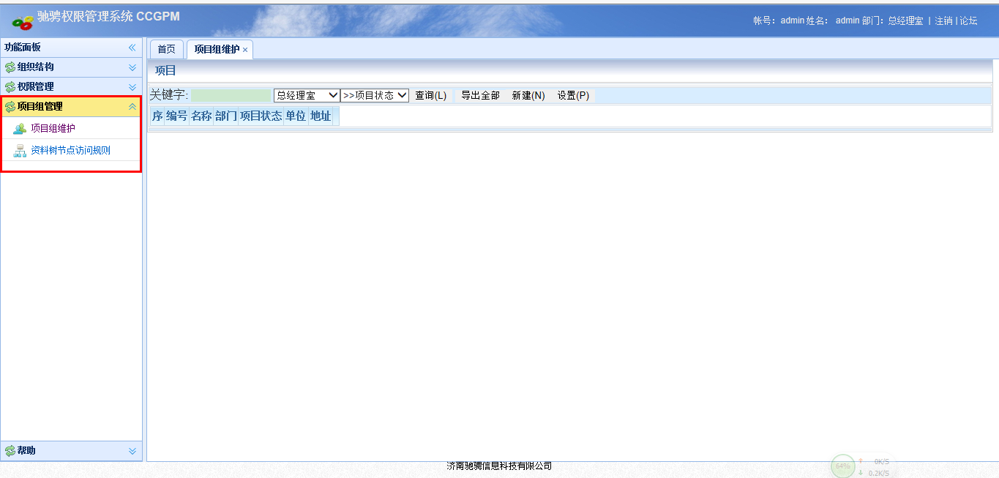 驰骋权限管理系统 CCGPM
帐号: admin 姓名: admin 部门: 总经理室 | 注销 | 论坛
功能面板
组织结构
权限管理
项目组管理
项目组维护
资料树节点访问规则
帮助
首页 项目组维护 ×
项目
关键字: 总经理室 >>项目状态 查询(L) 导出全部 新建(N) 设置(P)
序 编号 名称 部门 项目状态 单位 地址
济南驰骋信息科技有限公司
64% ↑ 0K/S
↓ 0.2K/S